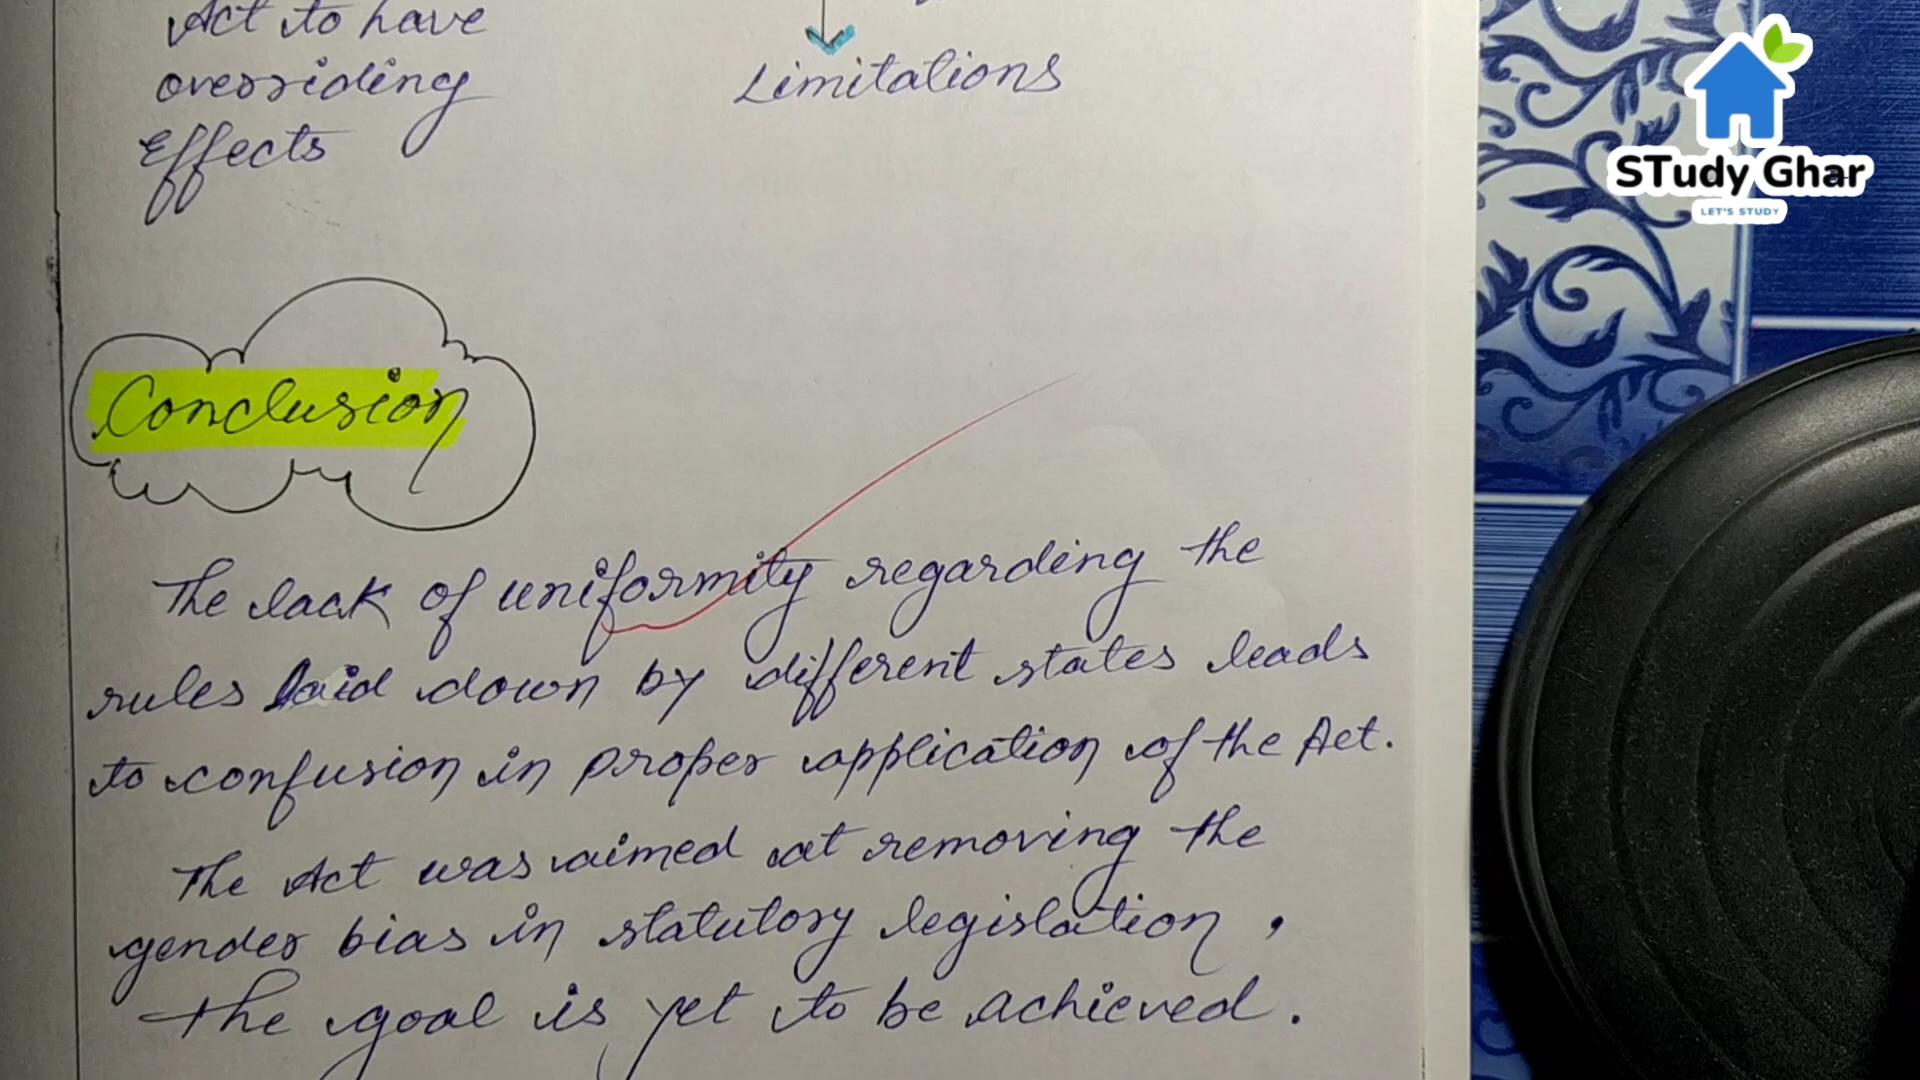 Act to have
overriding
Effects
Limitations
STudy Ghar
LET'S STUDY
Conclusion
The lack of uniformity regarding the
rules laid down by different states leads
to confusion in proper application of the Act.
The Act was aimed at removing the
gender bias in statutory legislation,
the goal is yet to be achieved.